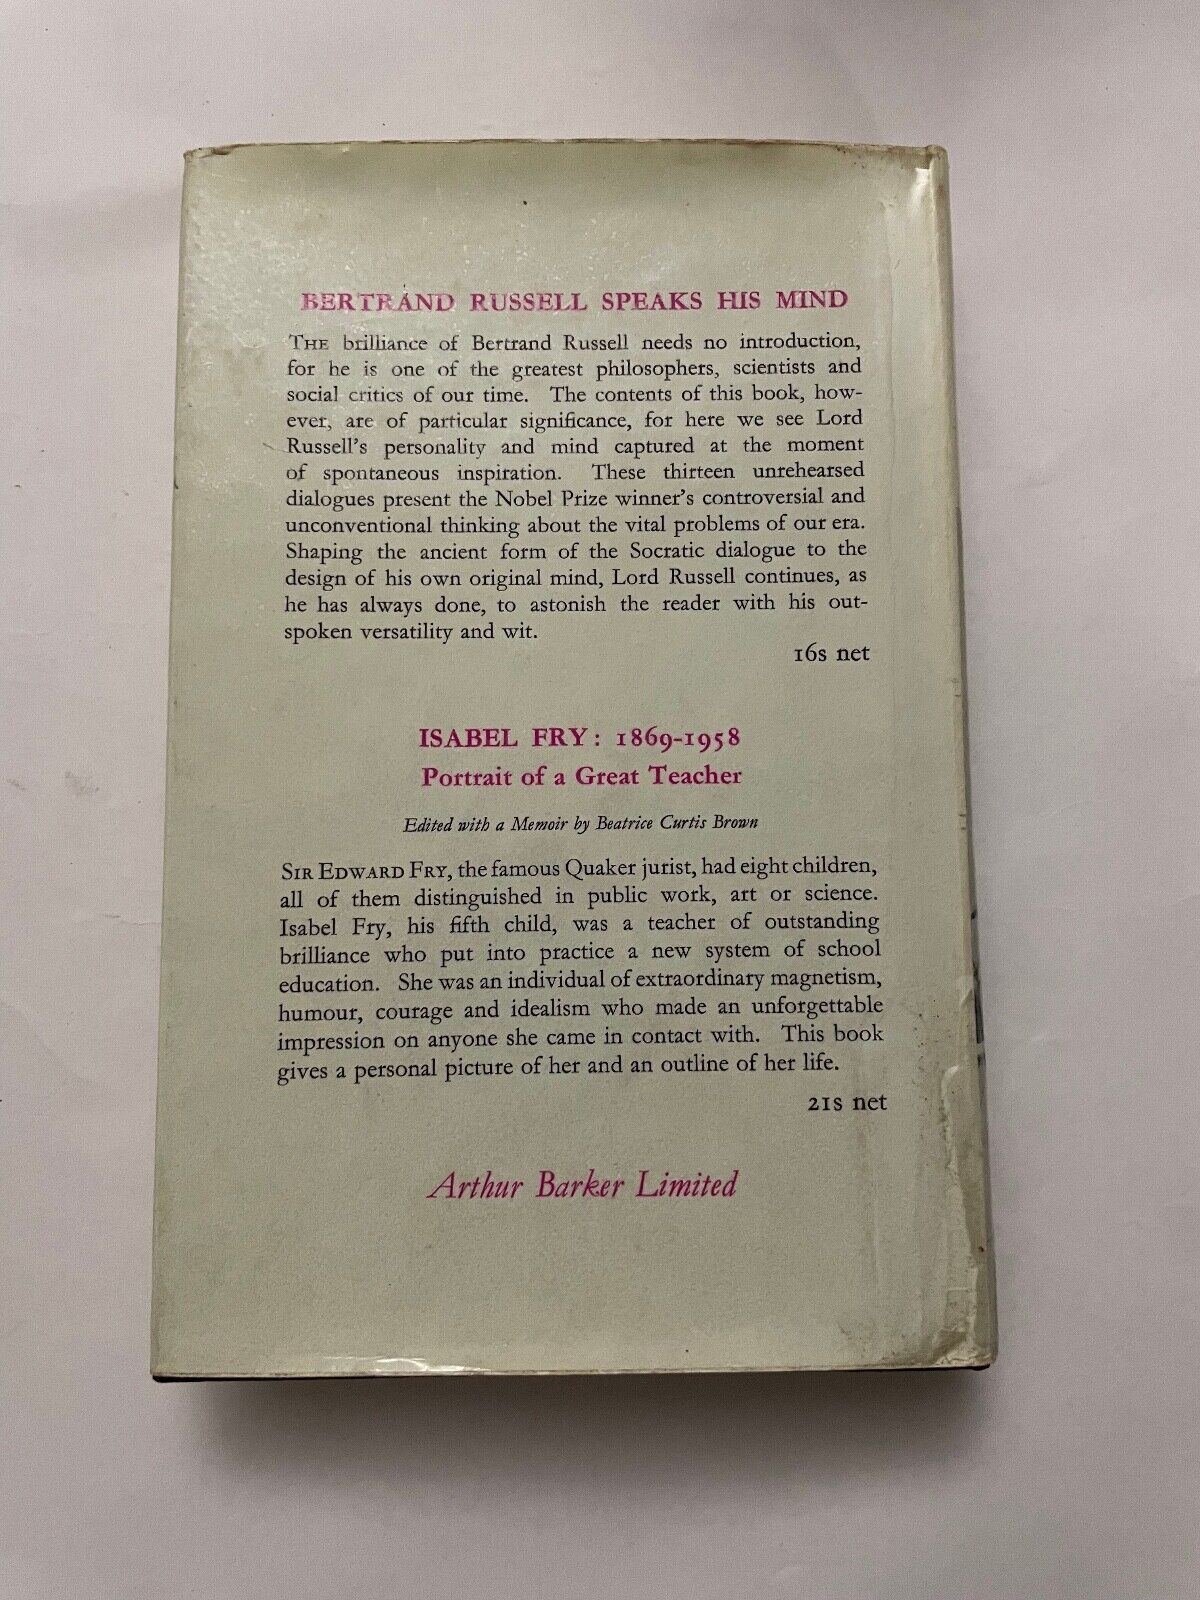 BERTRAND RUSSELL SPEAKS HIS MIND
THE brilliance of Bertrand Russell needs no introduction,
for he is one of the greatest philosophers, scientists and
social critics of our time. The contents of this book, how-
ever, are of particular significance, for here we see Lord
Russell's personality and mind captured at the moment
of spontaneous inspiration. These thirteen unrehearsed
dialogues present the Nobel Prize winner's controversial and
unconventional thinking about the vital problems of our era.
Shaping the ancient form of the Socratic dialogue to the
design of his own original mind, Lord Russell continues, as
he has always done, to astonish the reader with his out-
spoken versatility and wit.
16s net
ISABEL FRY: 1869-1958
Portrait of a Great Teacher
Edited with a Memoir by Beatrice Curtis Brown
SIR EDWARD FRY, the famous Quaker jurist, had eight children,
all of them distinguished in public work, art or science.
Isabel Fry, his fifth child, was a teacher of outstanding
brilliance who put into practice a new system of school
education. She was an individual of extraordinary magnetism,
humour, courage and idealism who made an unforgettable
impression on anyone she came in contact with. This book
gives a personal picture of her and an outline of her life.
21s net
Arthur Barker Limited